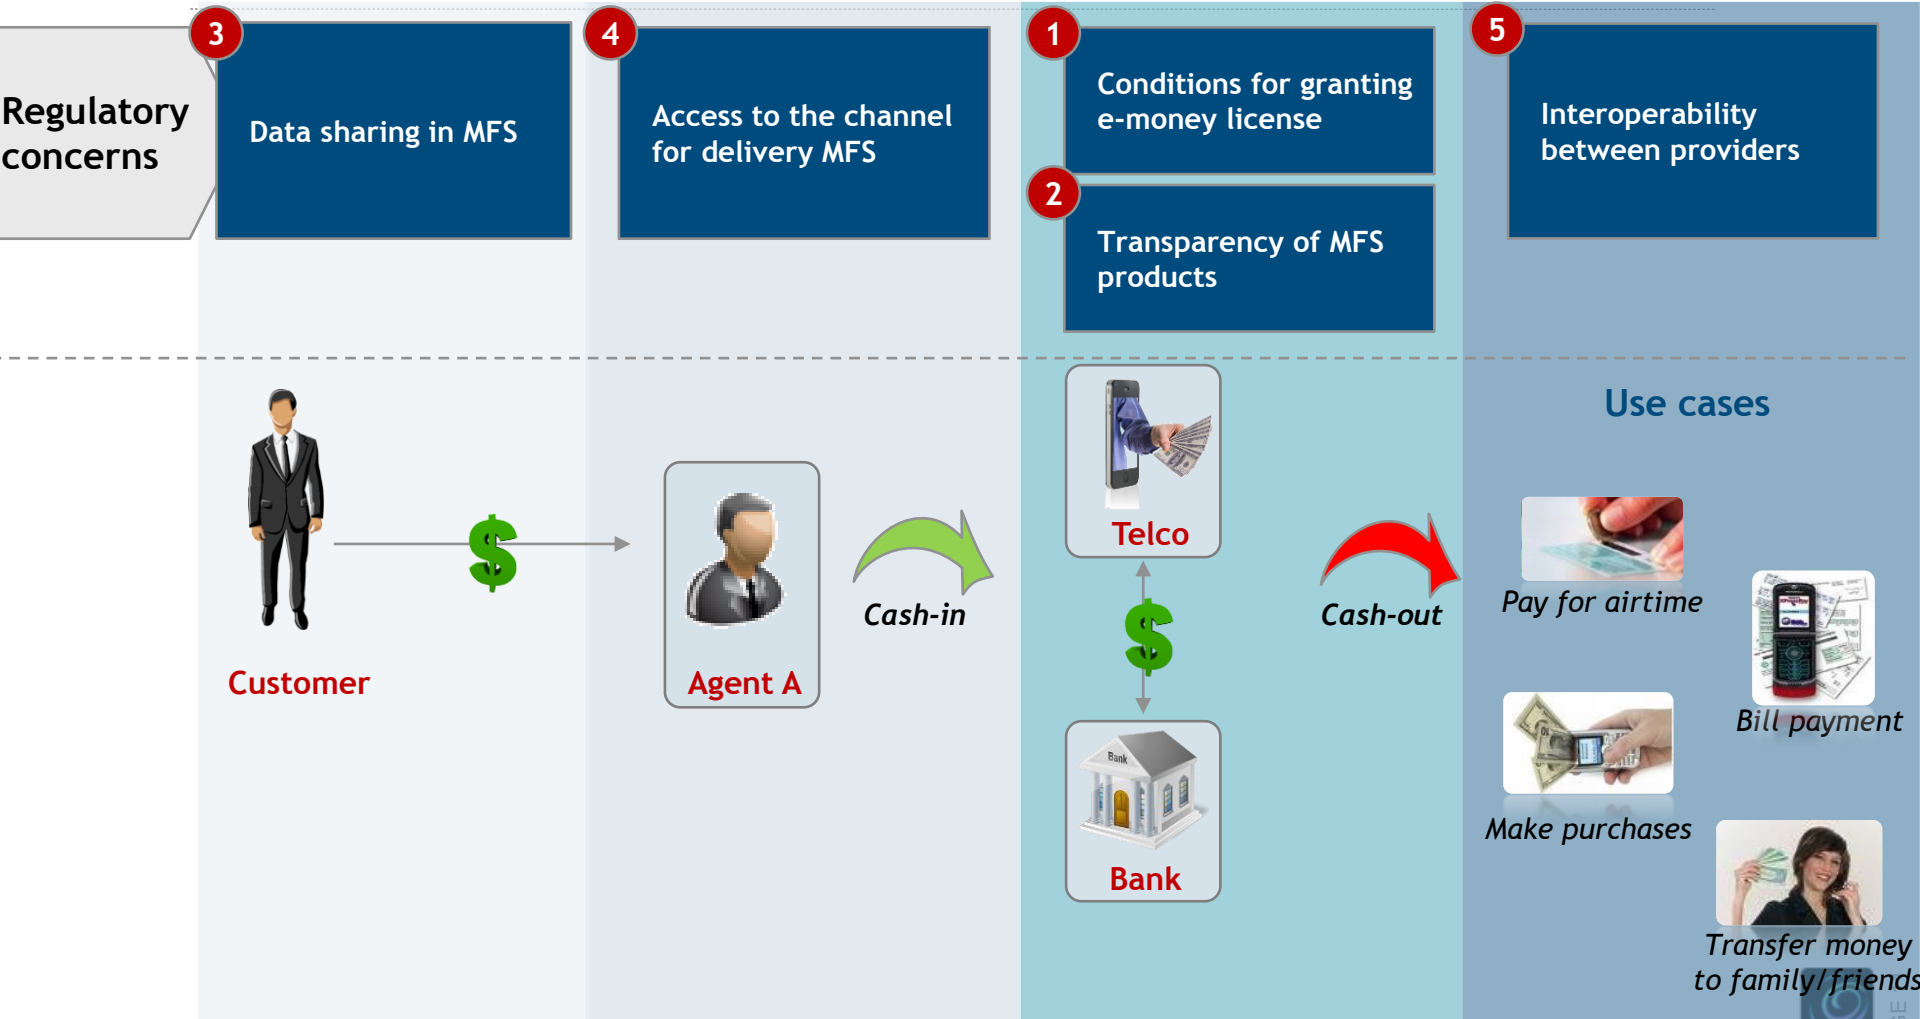 Regulatory
concerns
3
Data sharing in MFS
4
Access to the channel
for delivery MFS
1
Conditions for granting
e-money license
2
Transparency of MFS
products
5
Interoperability
between providers
Customer
$
Agent A
Cash-in
Telco
$
Bank
Bank
Cash-out
Use cases
Pay for airtime
Bill payment
Make purchases
Transfer money
to family/friends